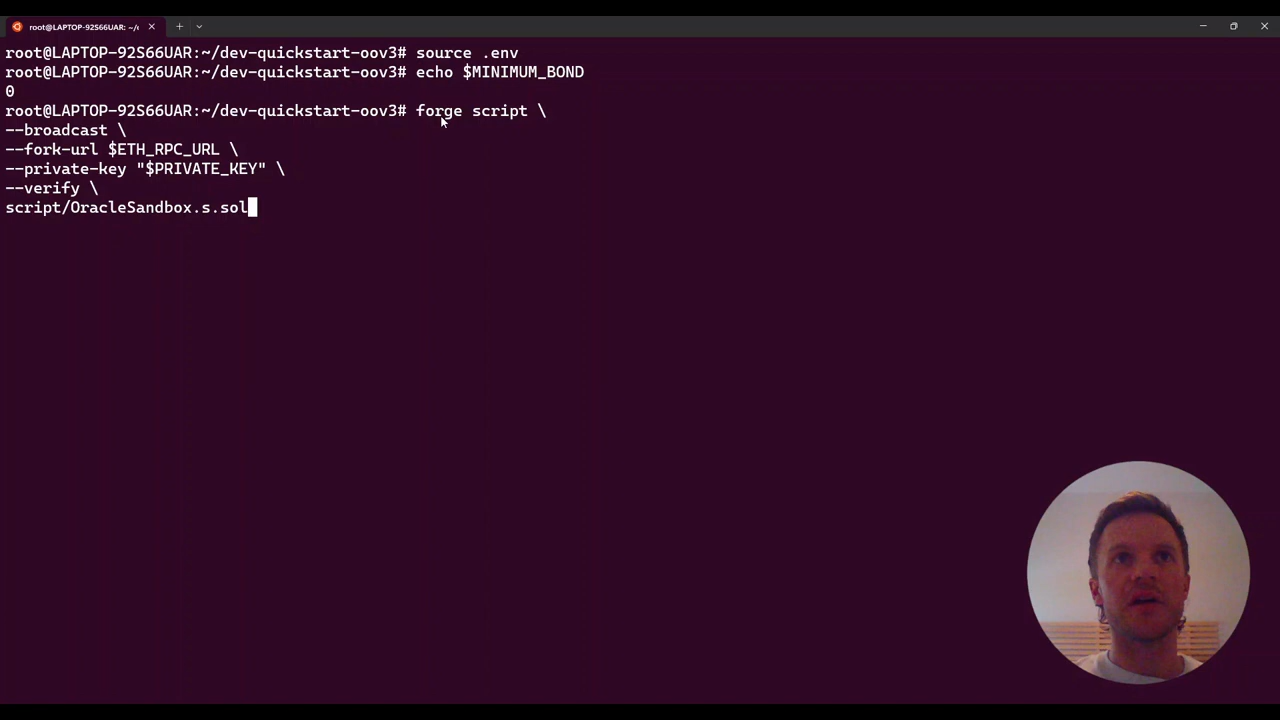 root@LAPTOP-92S66UAR: ~/d
root@LAPTOP-92S66UAR:~/dev-quickstart-oov3# source .env
root@LAPTOP-92S66UAR:~/dev-quickstart-oov3# echo $MINIMUM_BOND
0
root@LAPTOP-92S66UAR:~/dev-quickstart-oov3# forge script \
--broadcast \
--fork-url $ETH_RPC_URL \
--private-key "$PRIVATE_KEY" \
--verify \
script/OracleSandbox.s.sol